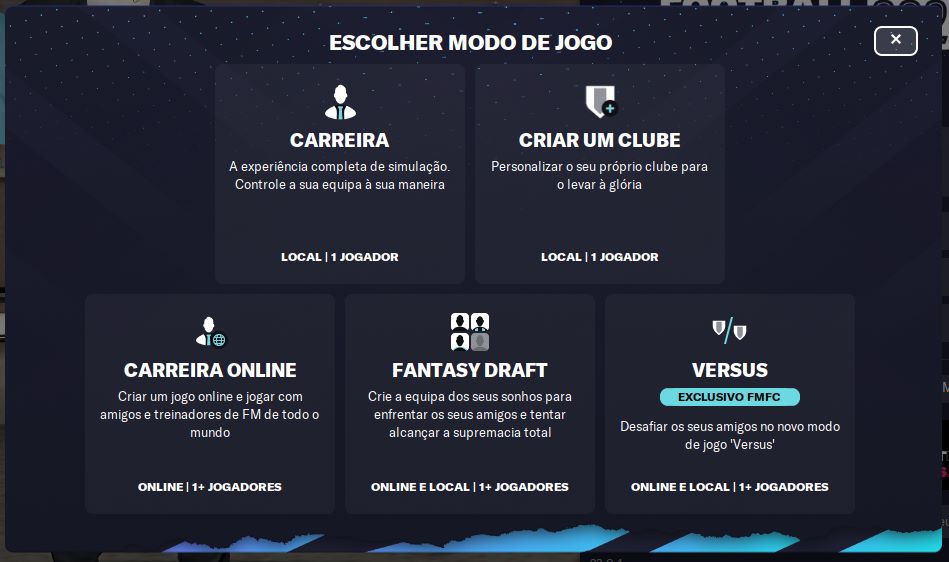 ESCOLHER MODO DE JOGO
CARREIRA
A experiência completa de simulação.
Controle a sua equipa à sua maneira
LOCAL | 1 JOGADOR
CRIAR UM CLUBE
Personalizar o seu próprio clube para
o levar à glória
LOCAL | 1 JOGADOR
CARREIRA ONLINE
Criar um jogo online e jogar com
amigos e treinadores de FM de todo o
mundo
ONLINE | 1+ JOGADORES
FANTASY DRAFT
Crie a equipa dos seus sonhos para
enfrentar os seus amigos e tentar
alcançar a supremacia total
ONLINE E LOCAL | 1+ JOGADORES
VERSUS
EXCLUSIVO FMFC
Desafiar os seus amigos no novo modo
de jogo 'Versus'
ONLINE E LOCAL | 1+ JOGADORES